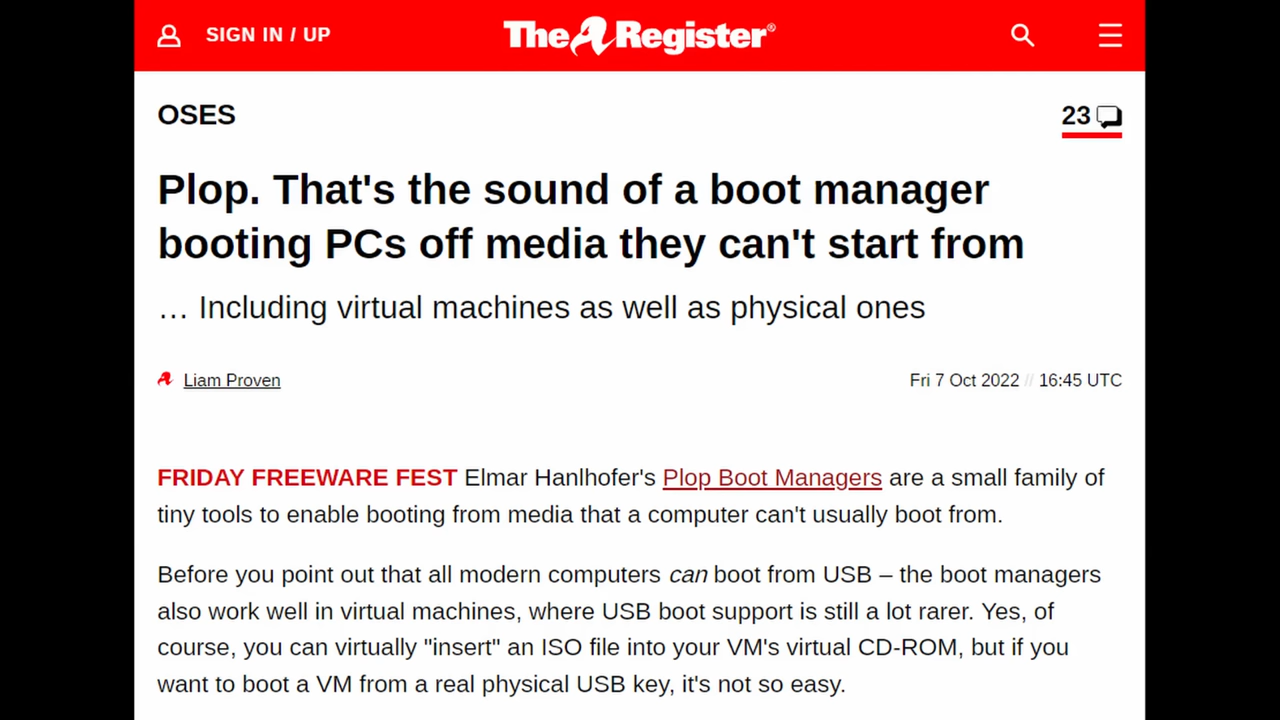 SIGN IN / UP
The Register®
OSES
23
Plop. That's the sound of a boot manager
booting PCs off media they can't start from
… Including virtual machines as well as physical ones
Liam Proven
Fri 7 Oct 2022 // 16:45 UTC
FRIDAY FREEWARE FEST Elmar Hanlhofer's Plop Boot Managers are a small family of
tiny tools to enable booting from media that a computer can't usually boot from.
Before you point out that all modern computers can boot from USB – the boot managers
also work well in virtual machines, where USB boot support is still a lot rarer. Yes, of
course, you can virtually "insert" an ISO file into your VM's virtual CD-ROM, but if you
want to boot a VM from a real physical USB key, it's not so easy.